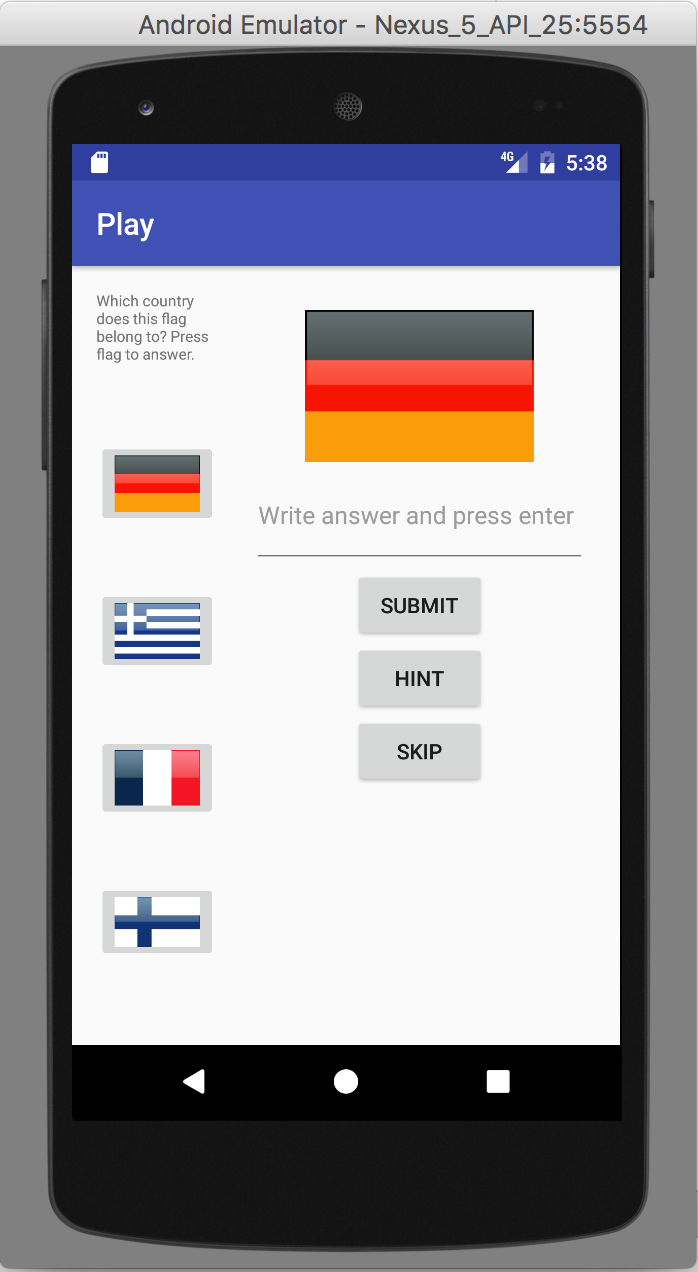 Android Emulator - Nexus_5_API_25:5554
4G 5:38
Play
Which country
does this flag
belong to? Press
flag to answer.
Write answer and press enter
SUBMIT
HINT
SKIP